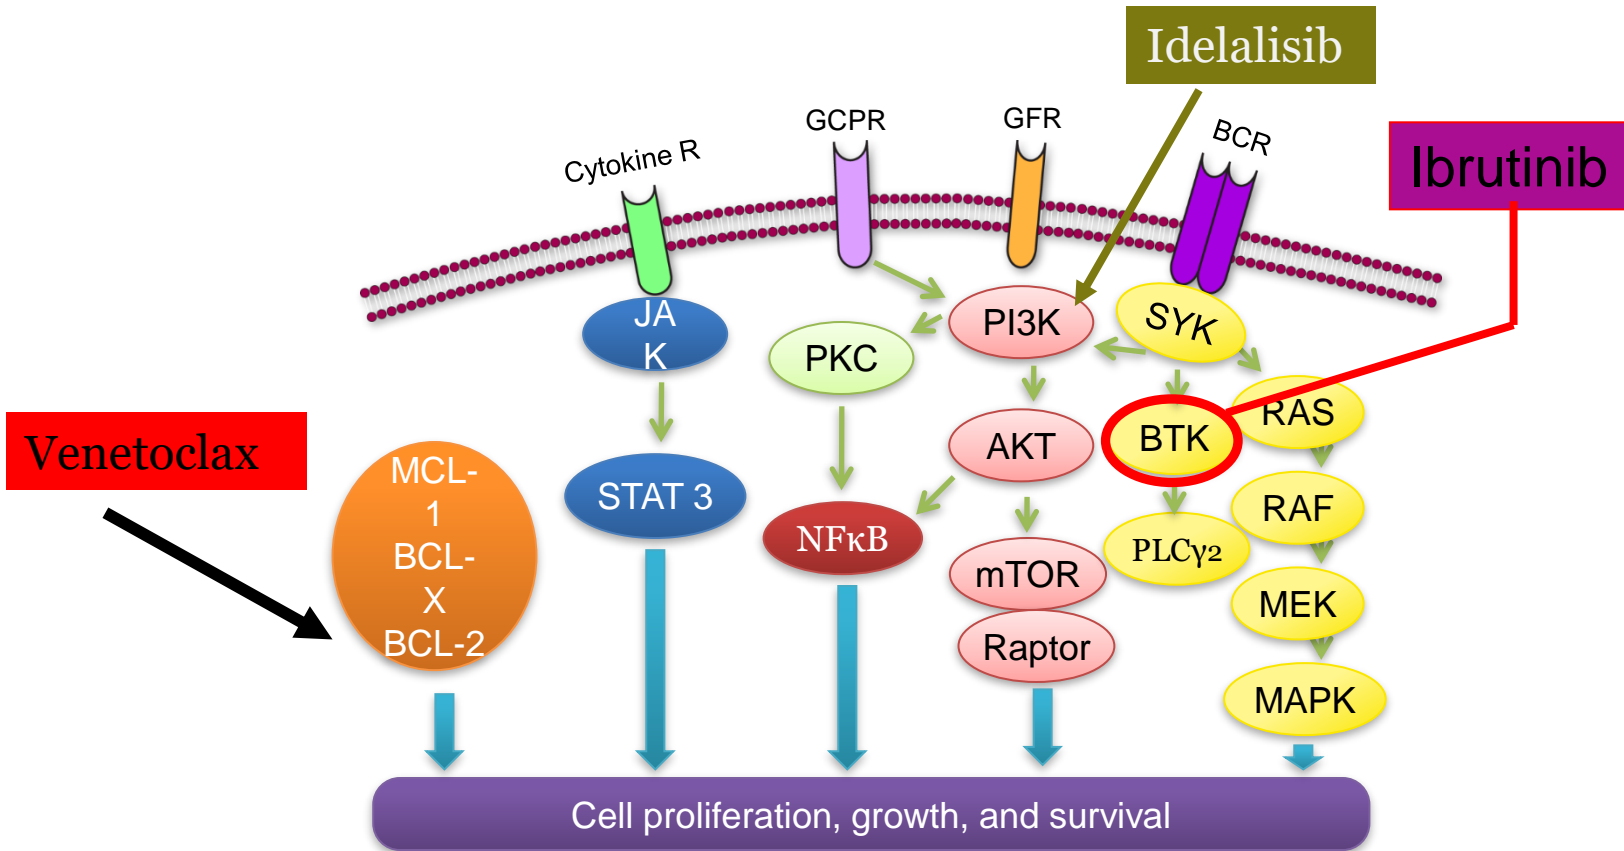 Idelalisib
GCPR
GFR
BCR
Ibrutinib
Cytokine R
JA
K
PKC
PI3K
SYK
Venetoclax
MCL-
1
BCL-
X
BCL-2
STAT 3
NFκB
AKT
BTK
RAS
mTOR
Raptor
PLCγ2
RAF
MEK
MAPK
Cell proliferation, growth, and survival